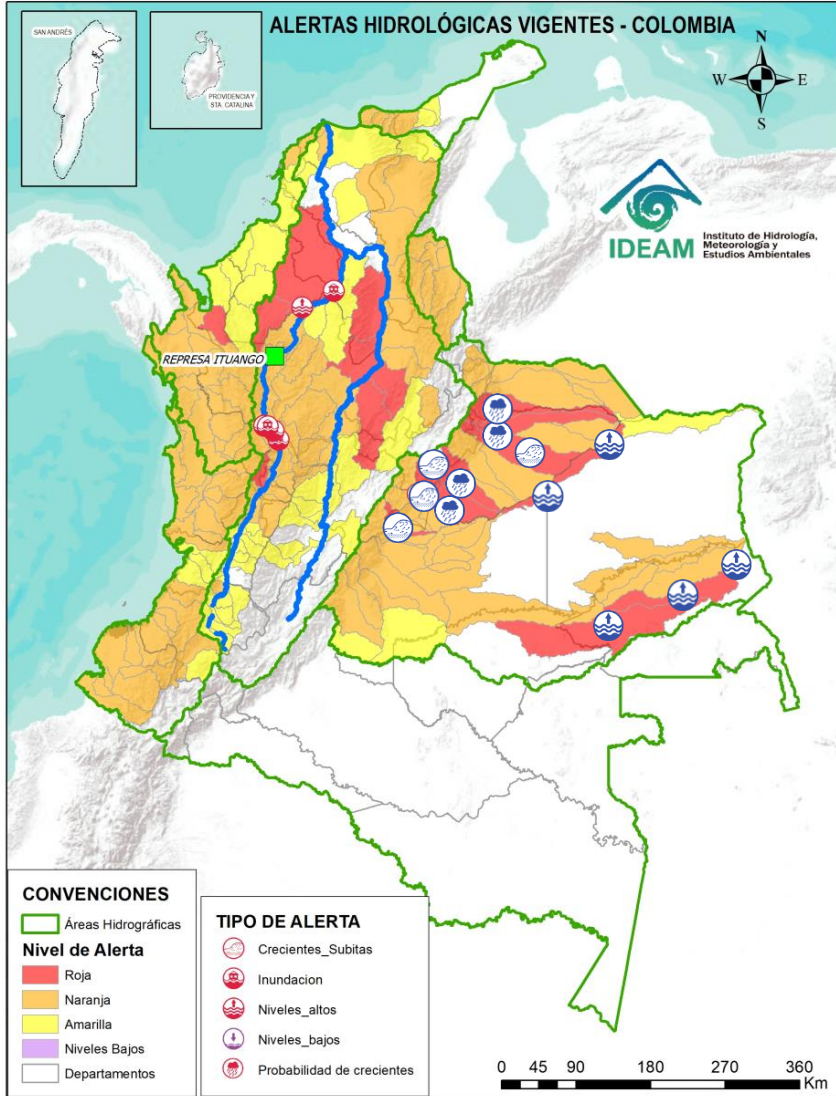 ALERTAS HIDROLÓGICAS VIGENTES - COLOMBIA
SAN ANDRÉS
PROVIDENCIA Y
STA. CATALINA
N
W
E
S
IDEAM
Instituto de Hidrología,
Meteorología y
Estudios Ambientales
REPRESA ITUANGO
CONVENCIONES
Áreas Hidrográficas
Nivel de Alerta
Roja
Naranja
Amarilla
Niveles Bajos
Departamentos
TIPO DE ALERTA
Crecientes_Subitas
Inundacion
Niveles_altos
Niveles_bajos
Probabilidad de crecientes
0 45 90 180 270 360
Km